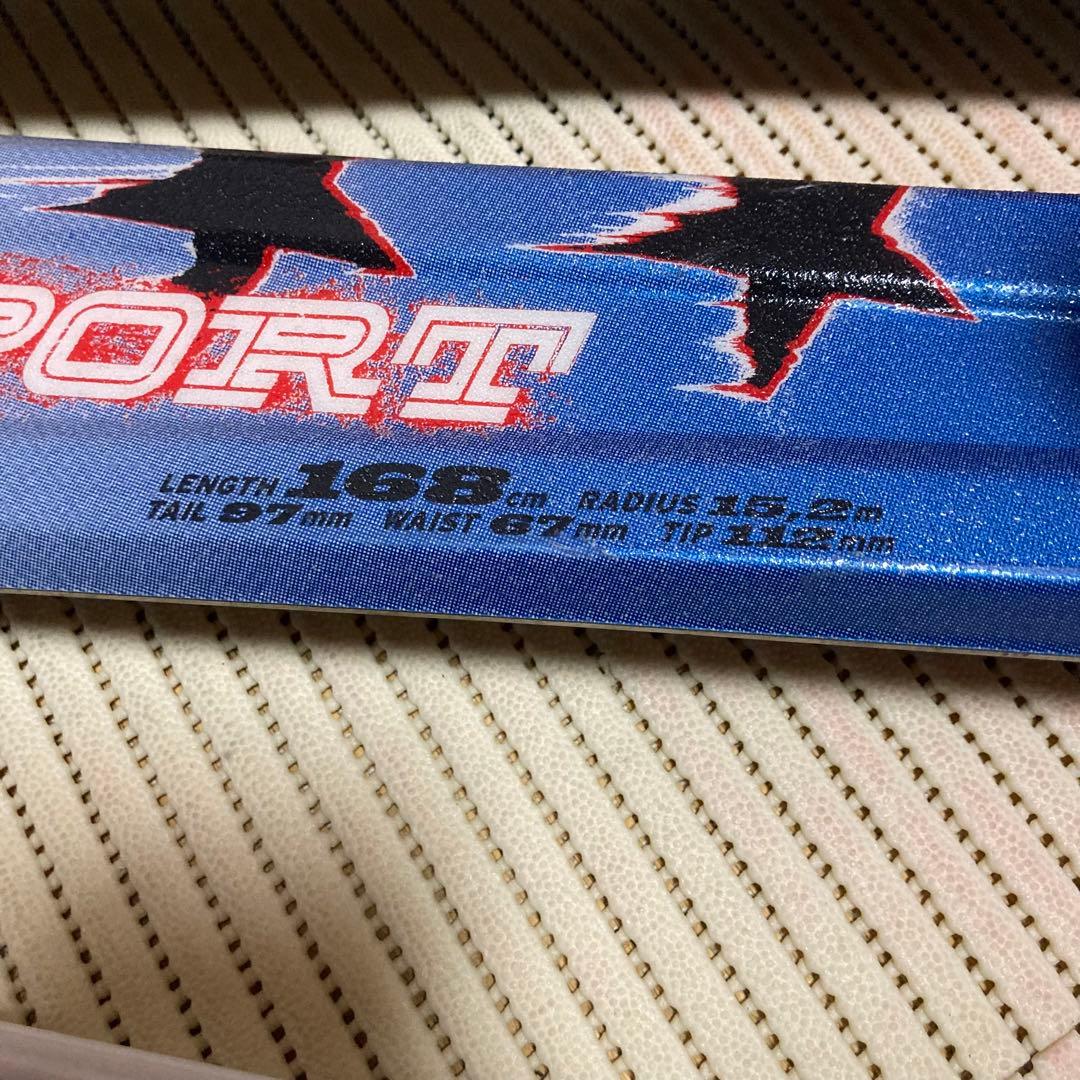 PORT
LENGTH 168cm RADIUS 15,2m
TAIL 97mm WAIST 67mm TIP 112mm